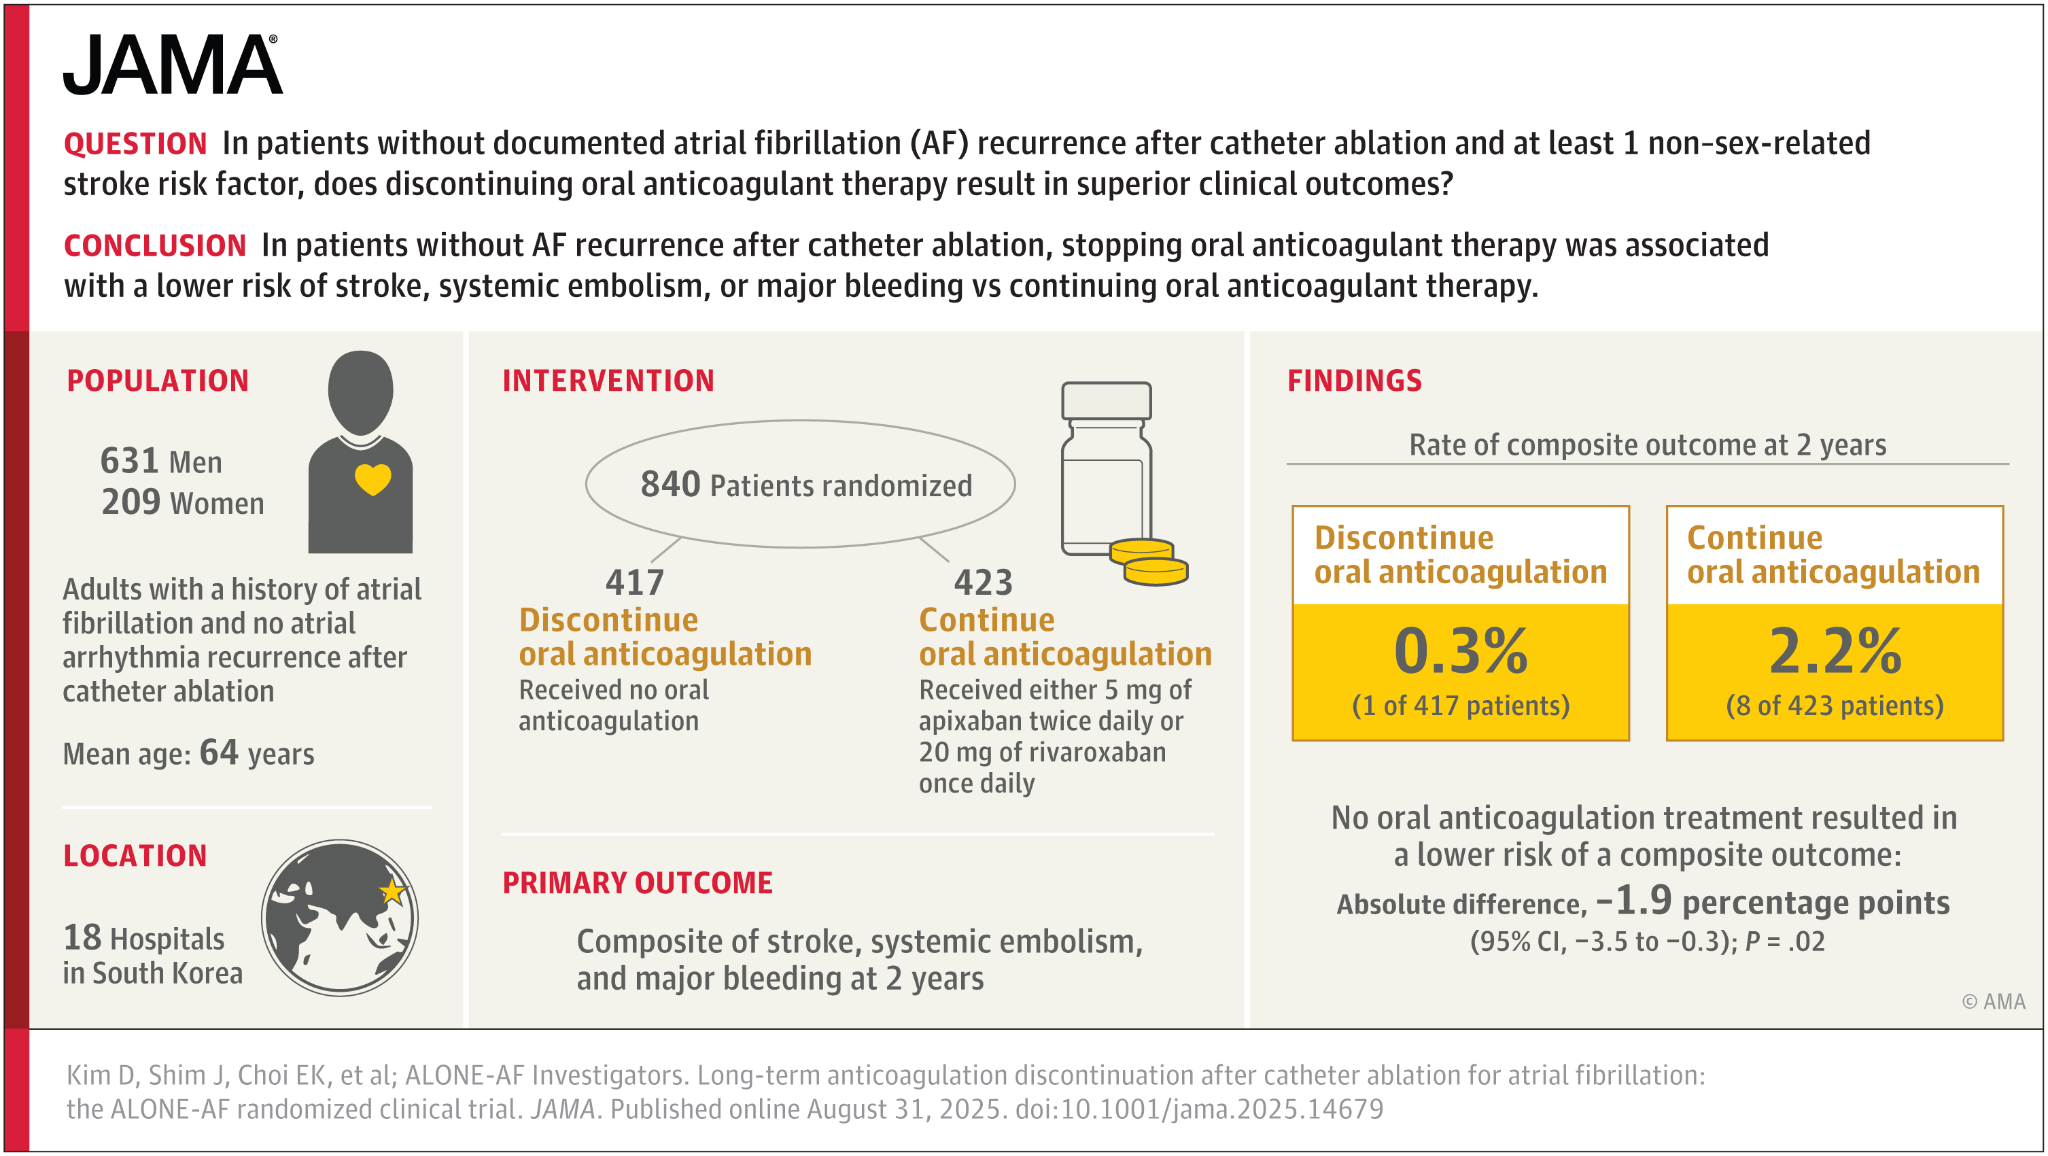 JAMA®
QUESTION In patients without documented atrial fibrillation (AF) recurrence after catheter ablation and at least 1 non–sex-related
stroke risk factor, does discontinuing oral anticoagulant therapy result in superior clinical outcomes?
CONCLUSION In patients without AF recurrence after catheter ablation, stopping oral anticoagulant therapy was associated
with a lower risk of stroke, systemic embolism, or major bleeding vs continuing oral anticoagulant therapy.
POPULATION
631 Men
209 Women
Adults with a history of atrial
fibrillation and no atrial
arrhythmia recurrence after
catheter ablation
Mean age: 64 years
LOCATION
18 Hospitals
in South Korea
INTERVENTION
840 Patients randomized
417
Discontinue
oral anticoagulation
Received no oral
anticoagulation
423
Continue
oral anticoagulation
Received either 5 mg of
apixaban twice daily or
20 mg of rivaroxaban
once daily
PRIMARY OUTCOME
Composite of stroke, systemic embolism,
and major bleeding at 2 years
FINDINGS
Rate of composite outcome at 2 years
Discontinue
oral anticoagulation
0.3%
(1 of 417 patients)
Continue
oral anticoagulation
2.2%
(8 of 423 patients)
No oral anticoagulation treatment resulted in
a lower risk of a composite outcome:
Absolute difference, −1.9 percentage points
(95% CI, −3.5 to −0.3); P = .02
© AMA
Kim D, Shim J, Choi EK, et al; ALONE-AF Investigators. Long-term anticoagulation discontinuation after catheter ablation for atrial fibrillation:
the ALONE-AF randomized clinical trial. JAMA. Published online August 31, 2025. doi:10.1001/jama.2025.14679